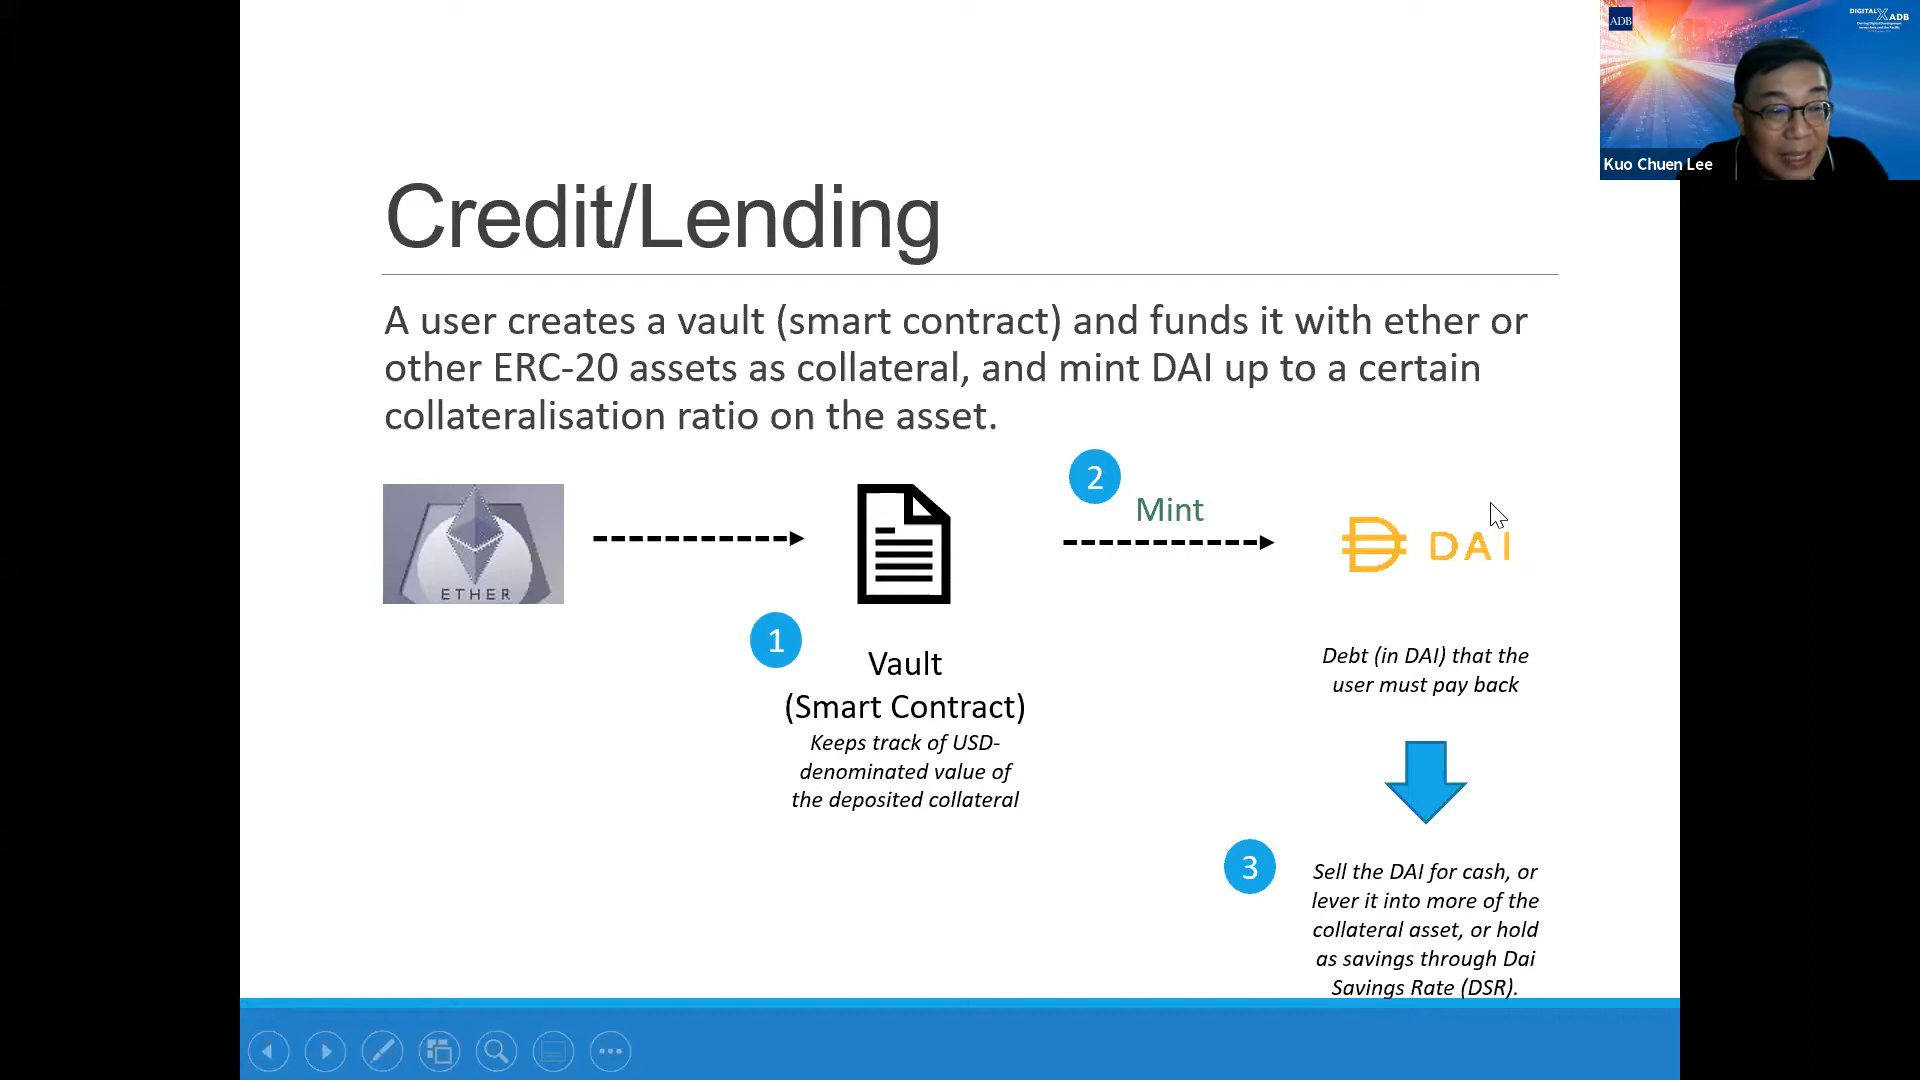 ADB
DIGITAL X ADB
Kuo Chuen Lee
Credit/Lending
A user creates a vault (smart contract) and funds it with ether or
other ERC-20 assets as collateral, and mint DAI up to a certain
collateralisation ratio on the asset.
ETHER
2
Mint
DAI
1
Vault
(Smart Contract)
Keeps track of USD-
denominated value of
the deposited collateral
Debt (in DAI) that the
user must pay back
3
Sell the DAI for cash, or
lever it into more of the
collateral asset, or hold
as savings through Dai
Savings Rate (DSR).